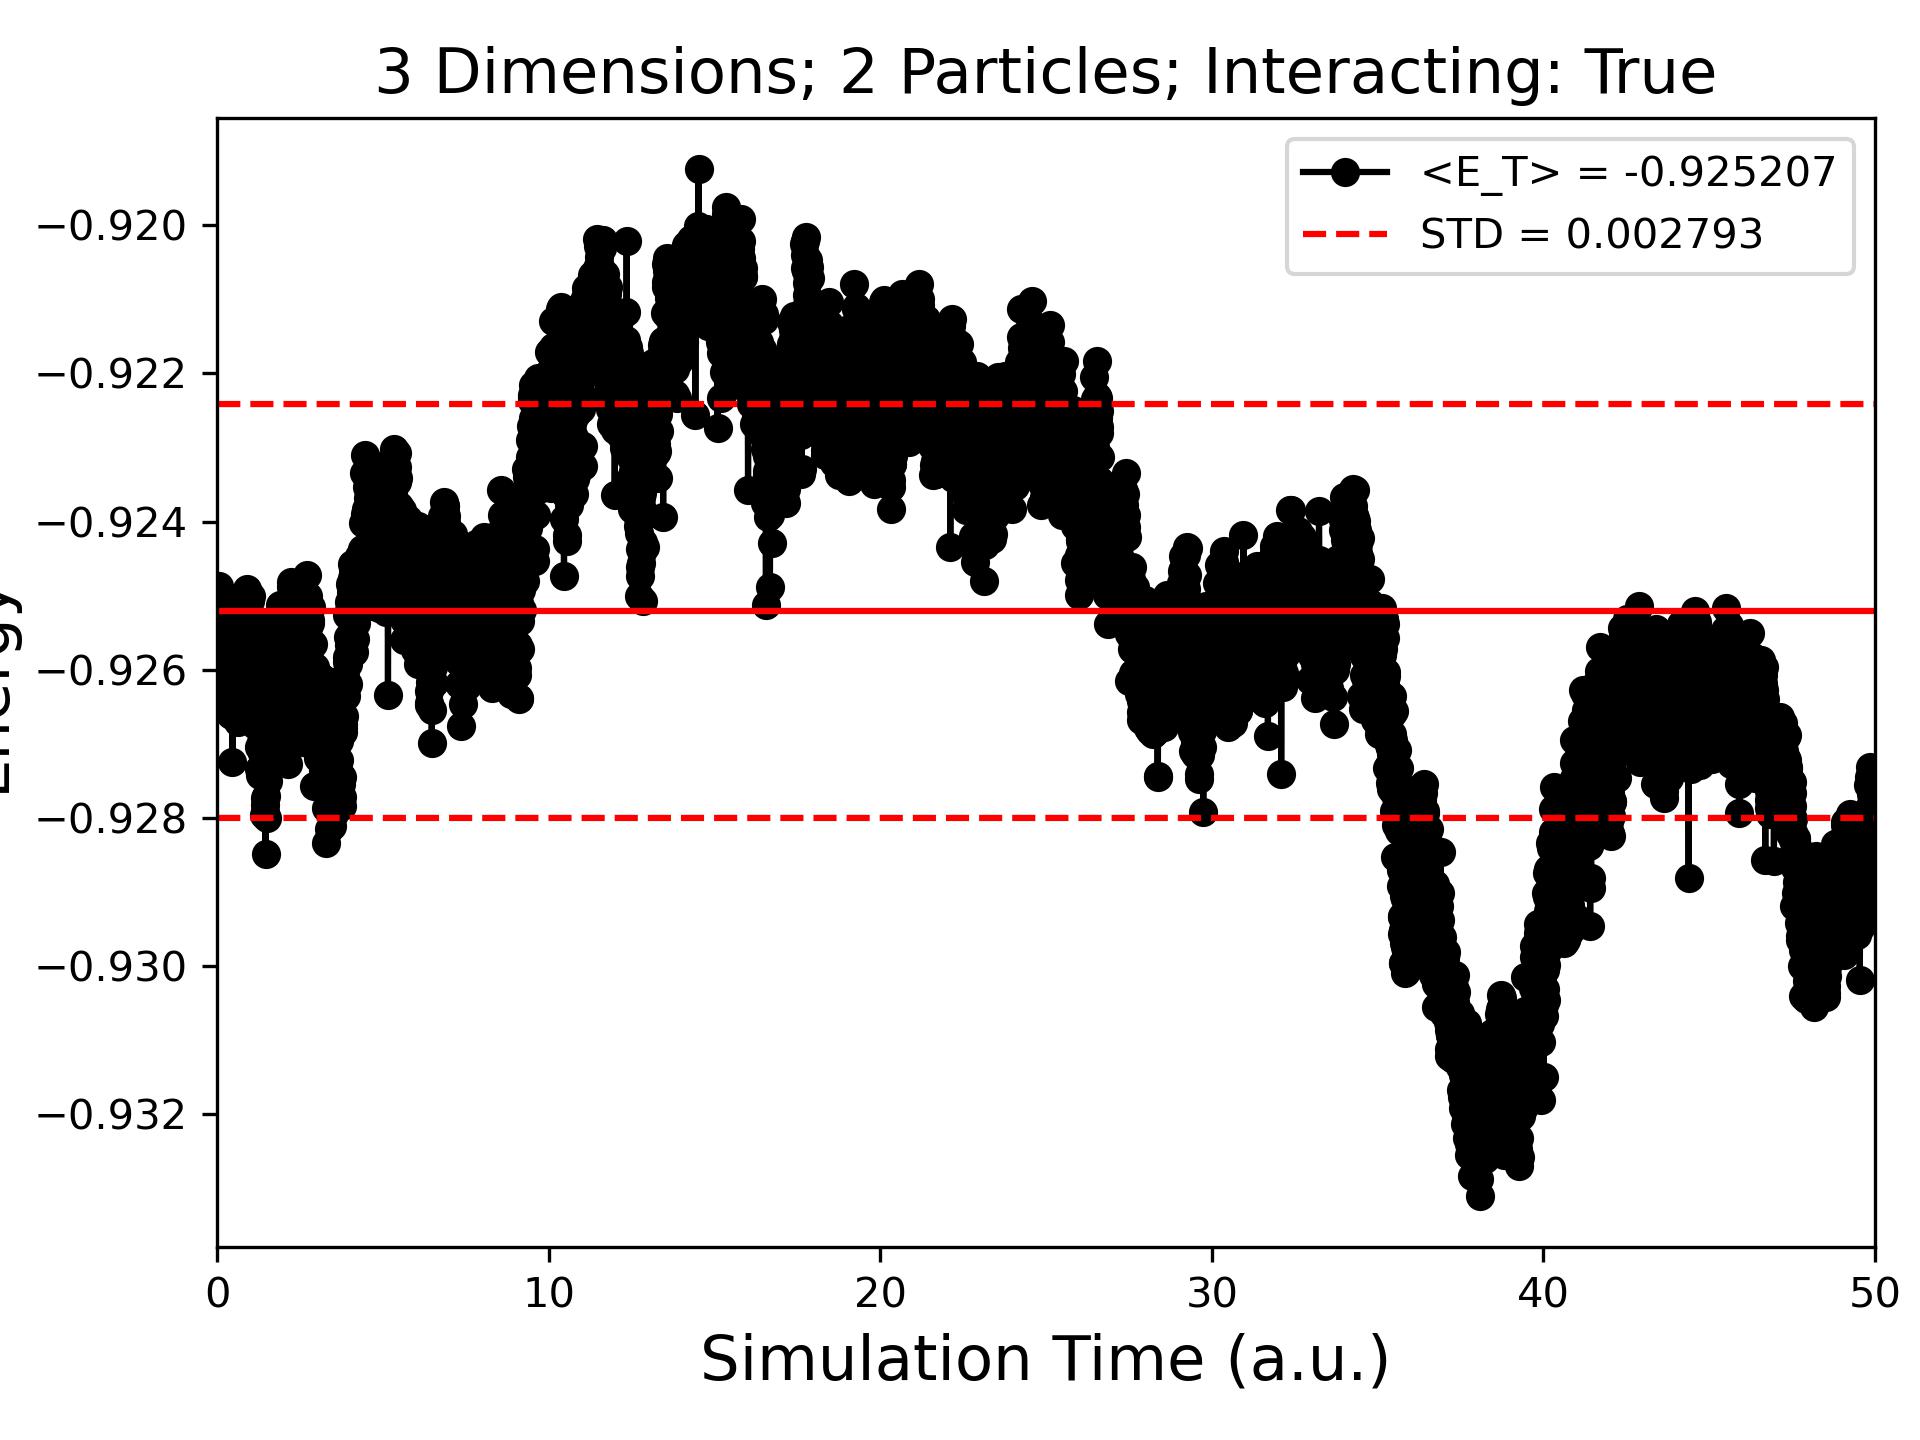 3 Dimensions; 2 Particles; Interacting: True
<E_T> = -0.925207
STD = 0.002793
−0.920
−0.922
−0.924
−0.926
−0.928
−0.930
−0.932
Energy
0 10 20 30 40 50
Simulation Time (a.u.)